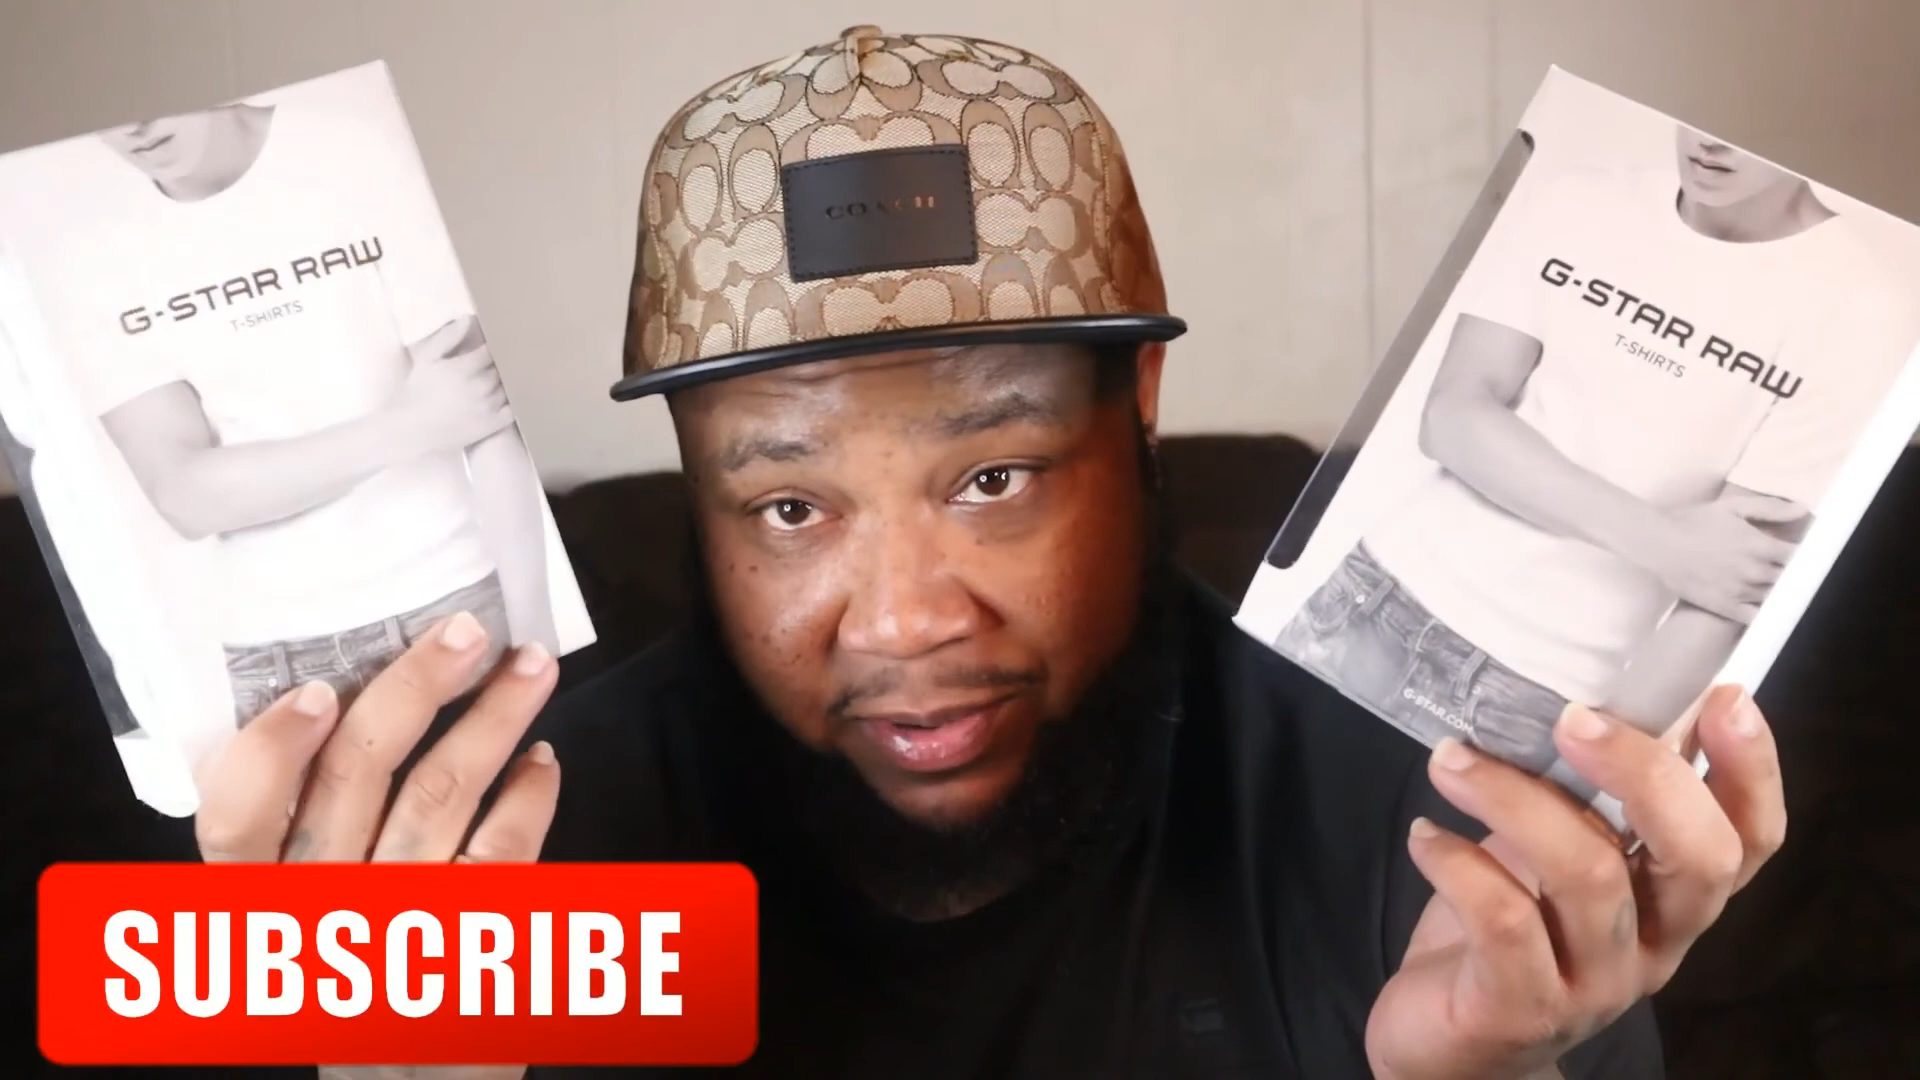 COACH
G-STAR RAW
T-SHIRTS
G-STAR RAW
T-SHIRTS
G-STAR.COM
SUBSCRIBE